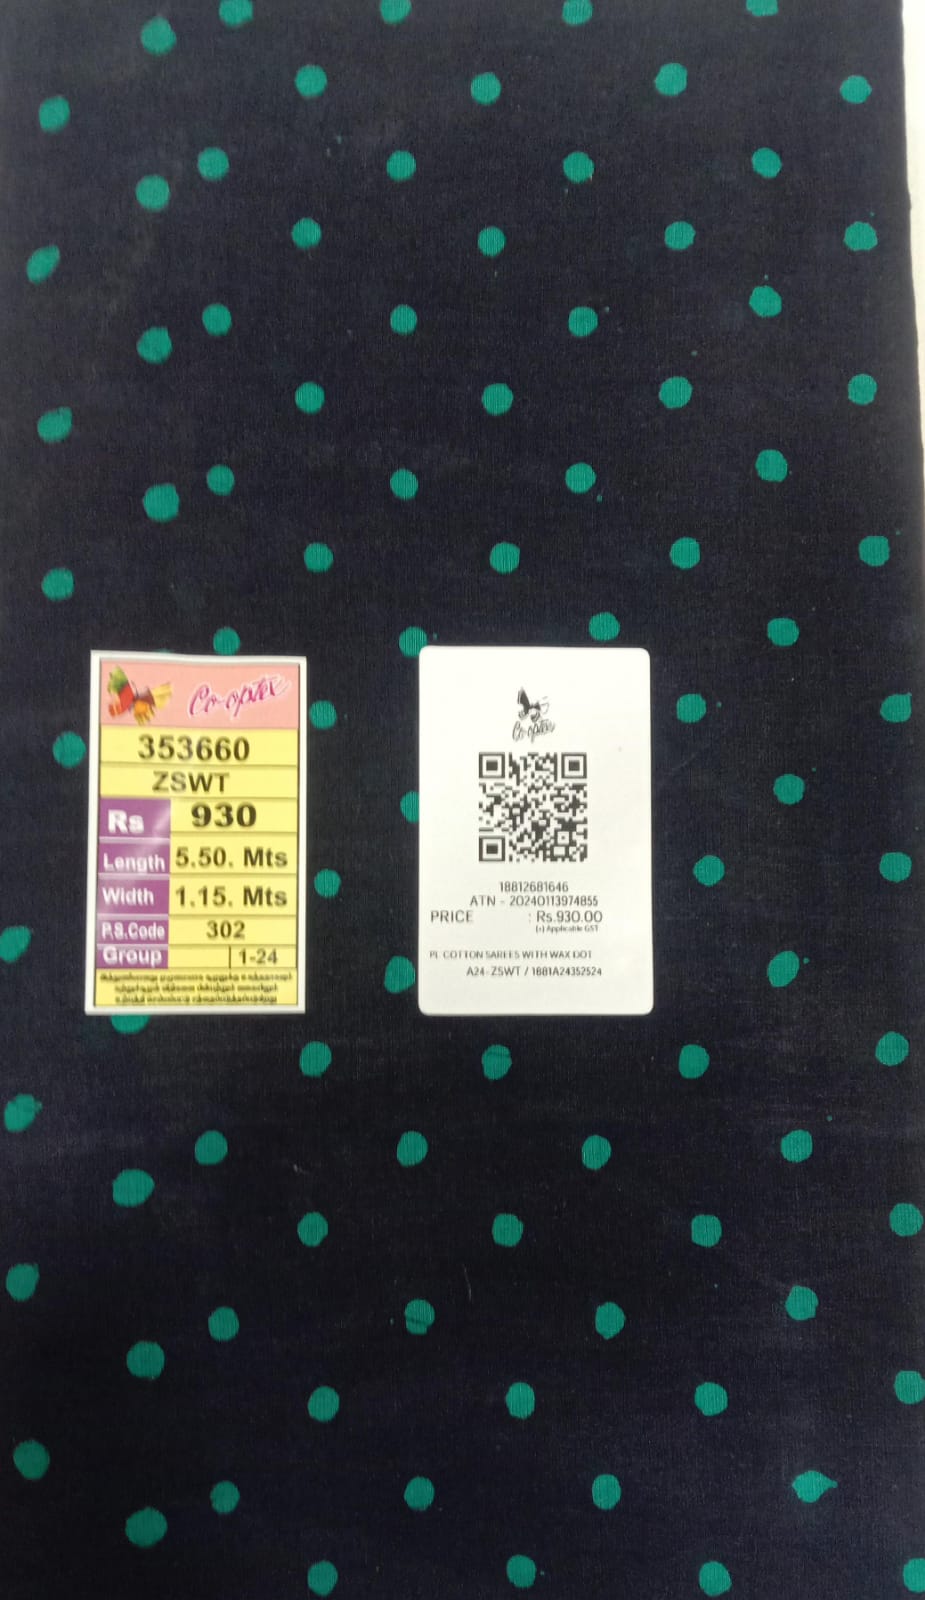 Co-optex
353660
ZSWT
Rs 930
Length 5.50. Mts
Width 1.15. Mts
P.S.Code 302
Group 1-24
Co-optex
18812681646
ATN - 20240113974855
PRICE : Rs.930.00
(+) Applicable GST
PL COTTON SAREES WITH WAX DOT
A24-ZSWT / 1881A24352524